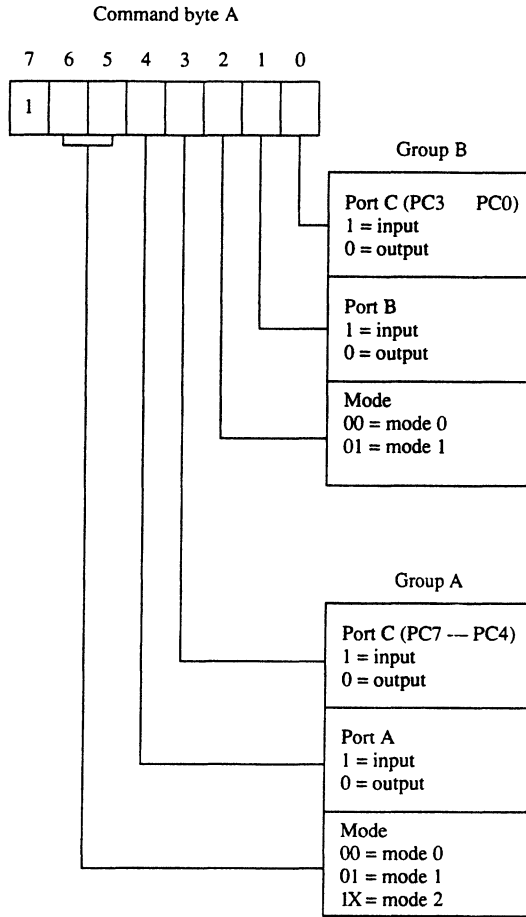 Command byte A
7 6 5 4 3 2 1 0
1
Group B
Port C (PC3 PC0)
1 = input
0 = output
Port B
1 = input
0 = output
Mode
00 = mode 0
01 = mode 1
Group A
Port C (PC7 --- PC4)
1 = input
0 = output
Port A
1 = input
0 = output
Mode
00 = mode 0
01 = mode 1
1X = mode 2